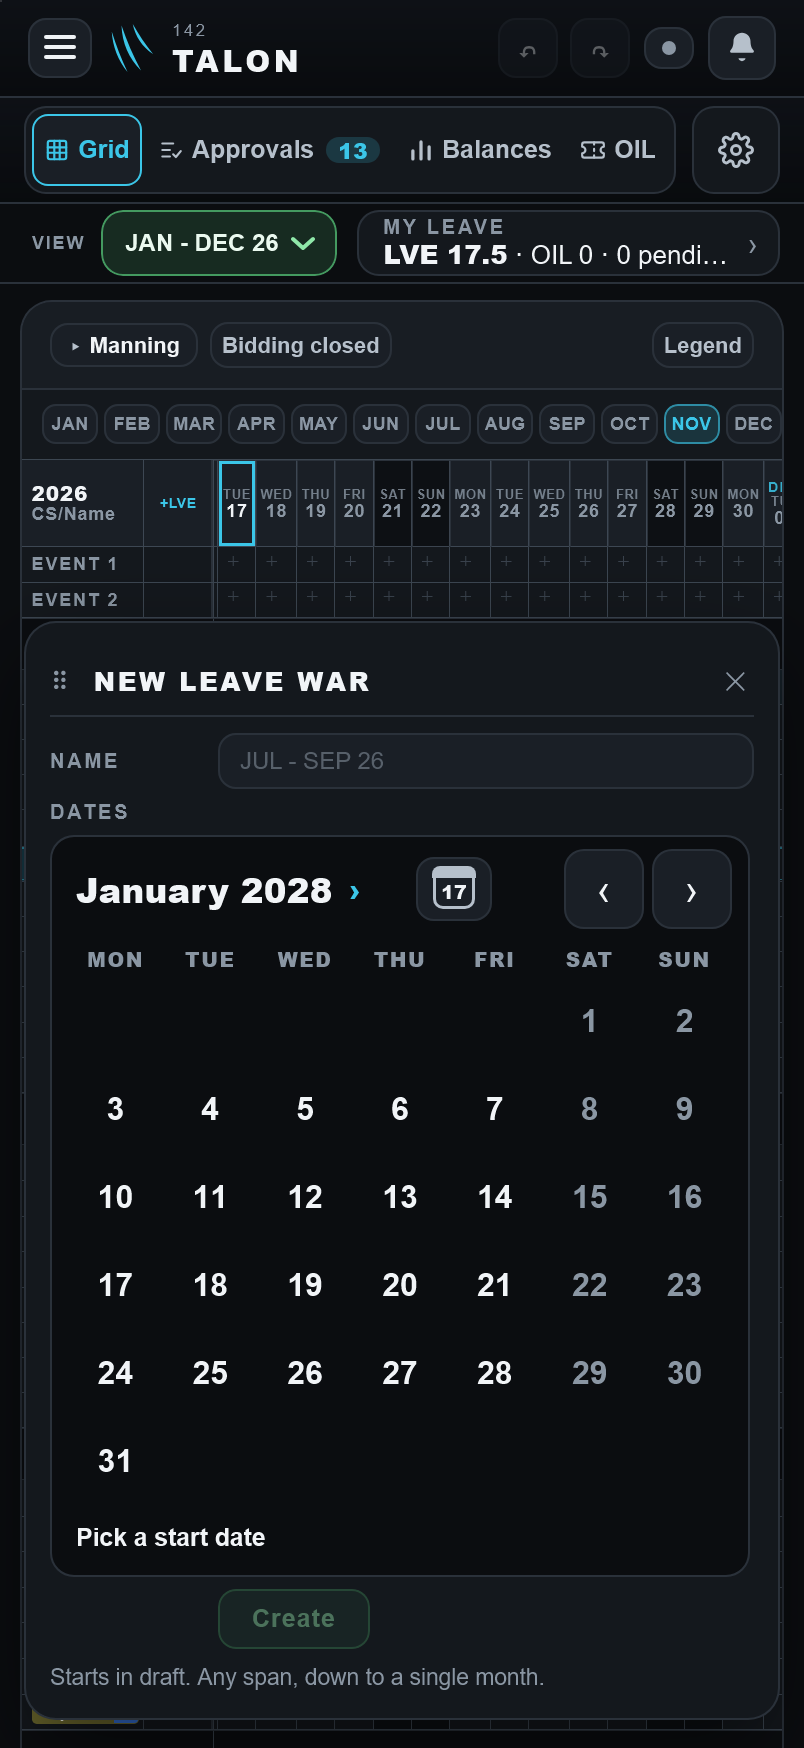 142
TALON
Grid
Approvals 13
Balances
OIL
VIEW
JAN - DEC 26
MY LEAVE
LVE 17.5 · OIL 0 · 0 pendi…
▸ Manning
Bidding closed
Legend
JAN FEB MAR APR MAY JUN JUL AUG SEP OCT NOV DEC
2026
CS/Name
+LVE
TUE 17
WED 18
THU 19
FRI 20
SAT 21
SUN 22
MON 23
TUE 24
WED 25
THU 26
FRI 27
SAT 28
SUN 29
MON 30
EVENT 1 + + + + + + + + + + + + + + +
EVENT 2 + + + + + + + + + + + + + + +
NEW LEAVE WAR
NAME
JUL - SEP 26
DATES
January 2028 ›
17
‹ ›
MON TUE WED THU FRI SAT SUN
1 2
3 4 5 6 7 8 9
10 11 12 13 14 15 16
17 18 19 20 21 22 23
24 25 26 27 28 29 30
31
Pick a start date
Create
Starts in draft. Any span, down to a single month.